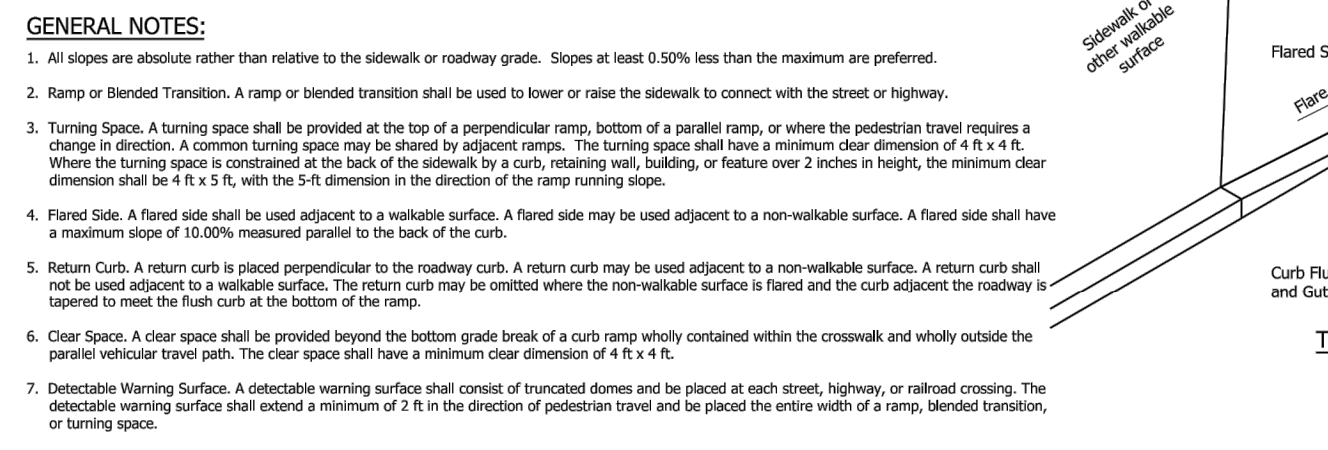 GENERAL NOTES:
1. All slopes are absolute rather than relative to the sidewalk or roadway grade. Slopes at least 0.50% less than the maximum are preferred.
2. Ramp or Blended Transition. A ramp or blended transition shall be used to lower or raise the sidewalk to connect with the street or highway.
3. Turning Space. A turning space shall be provided at the top of a perpendicular ramp, bottom of a parallel ramp, or where the pedestrian travel requires a
change in direction. A common turning space may be shared by adjacent ramps. The turning space shall have a minimum clear dimension of 4 ft x 4 ft.
Where the turning space is constrained at the back of the sidewalk by a curb, retaining wall, building, or feature over 2 inches in height, the minimum clear
dimension shall be 4 ft x 5 ft, with the 5-ft dimension in the direction of the ramp running slope.
4. Flared Side. A flared side shall be used adjacent to a walkable surface. A flared side may be used adjacent to a non-walkable surface. A flared side shall have
a maximum slope of 10.00% measured parallel to the back of the curb.
5. Return Curb. A return curb is placed perpendicular to the roadway curb. A return curb may be used adjacent to a non-walkable surface. A return curb shall
not be used adjacent to a walkable surface. The return curb may be omitted where the non-walkable surface is flared and the curb adjacent the roadway is
tapered to meet the flush curb at the bottom of the ramp.
6. Clear Space. A clear space shall be provided beyond the bottom grade break of a curb ramp wholly contained within the crosswalk and wholly outside the
parallel vehicular travel path. The clear space shall have a minimum clear dimension of 4 ft x 4 ft.
7. Detectable Warning Surface. A detectable warning surface shall consist of truncated domes and be placed at each street, highway, or railroad crossing. The
detectable warning surface shall extend a minimum of 2 ft in the direction of pedestrian travel and be placed the entire width of a ramp, blended transition,
or turning space.
Sidewalk or
other walkable
surface
Flared S
Flare
Curb Flu
and Gut
T